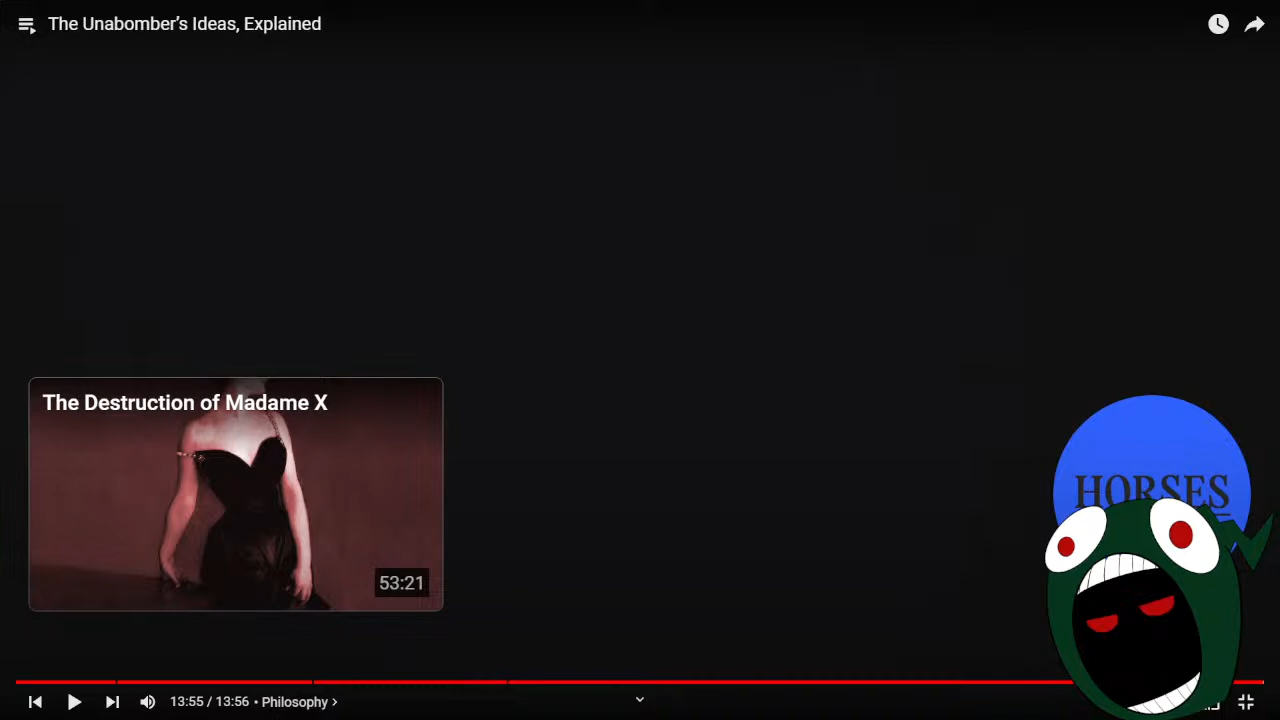 The Unabomber’s Ideas, Explained
The Destruction of Madame X
53:21
HORSES
13:55 / 13:56 • Philosophy